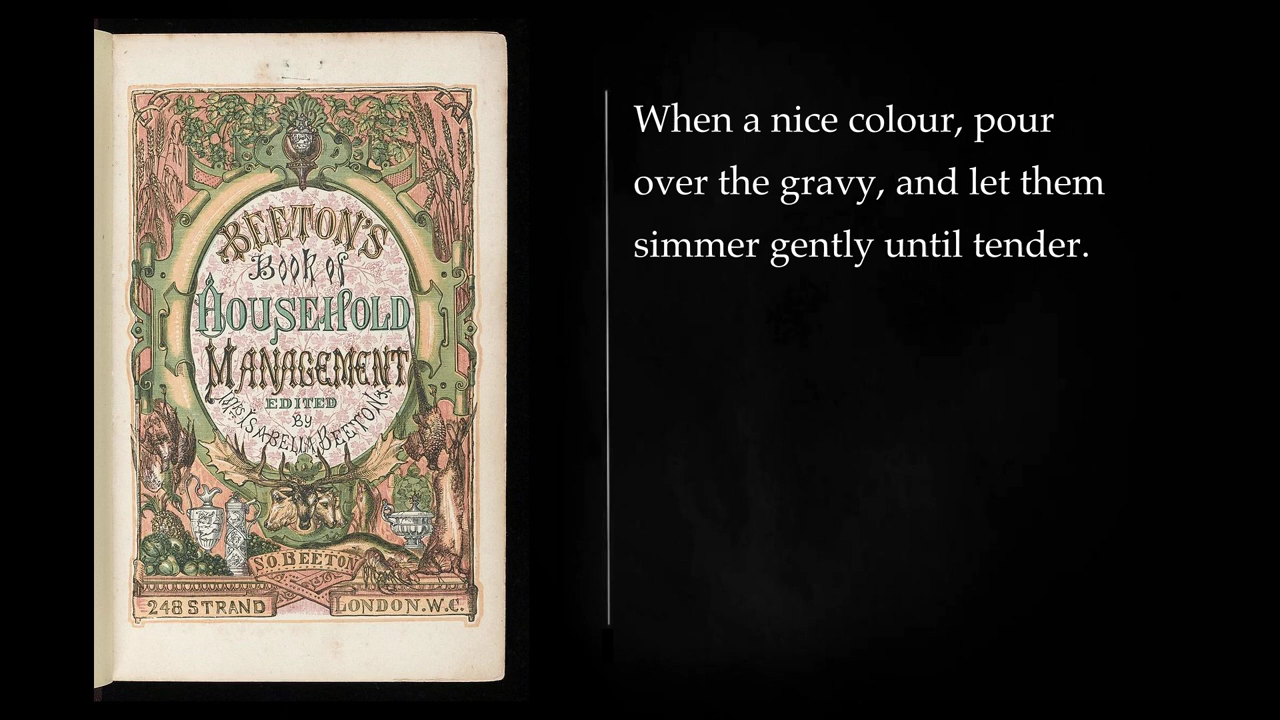 BEETON'S
Book of
HOUSEHOLD
MANAGEMENT
EDITED
BY
MRS ISABELLA BEETON
S.O. BEETON
248 STRAND
LONDON. W.C.
When a nice colour, pour
over the gravy, and let them
simmer gently until tender.